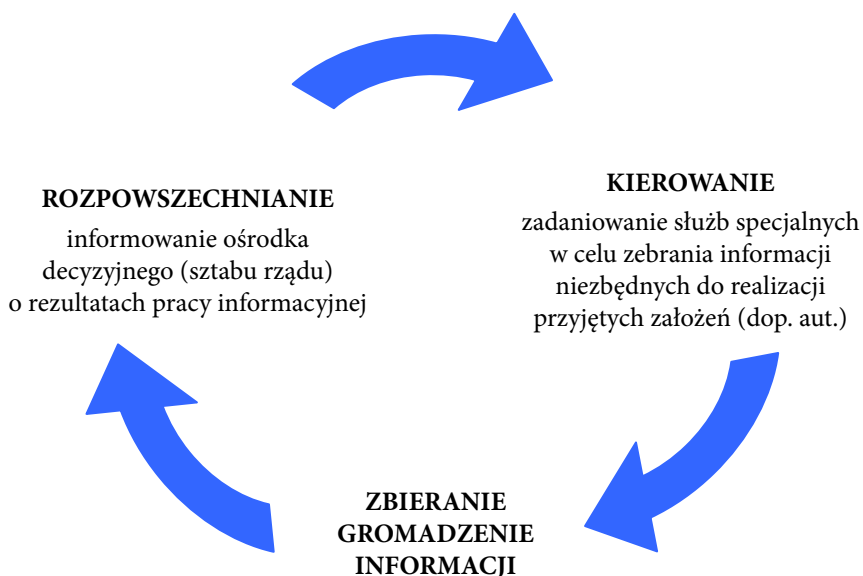 ROZPOWSZECHNIANIE
informowanie ośrodka
decyzyjnego (sztabu rządu)
o rezultatach pracy informacyjnej
KIEROWANIE
zadaniowanie służb specjalnych
w celu zebrania informacji
niezbędnych do realizacji
przyjętych założeń (dop. aut.)
ZBIERANIE
GROMADZENIE
INFORMACJI